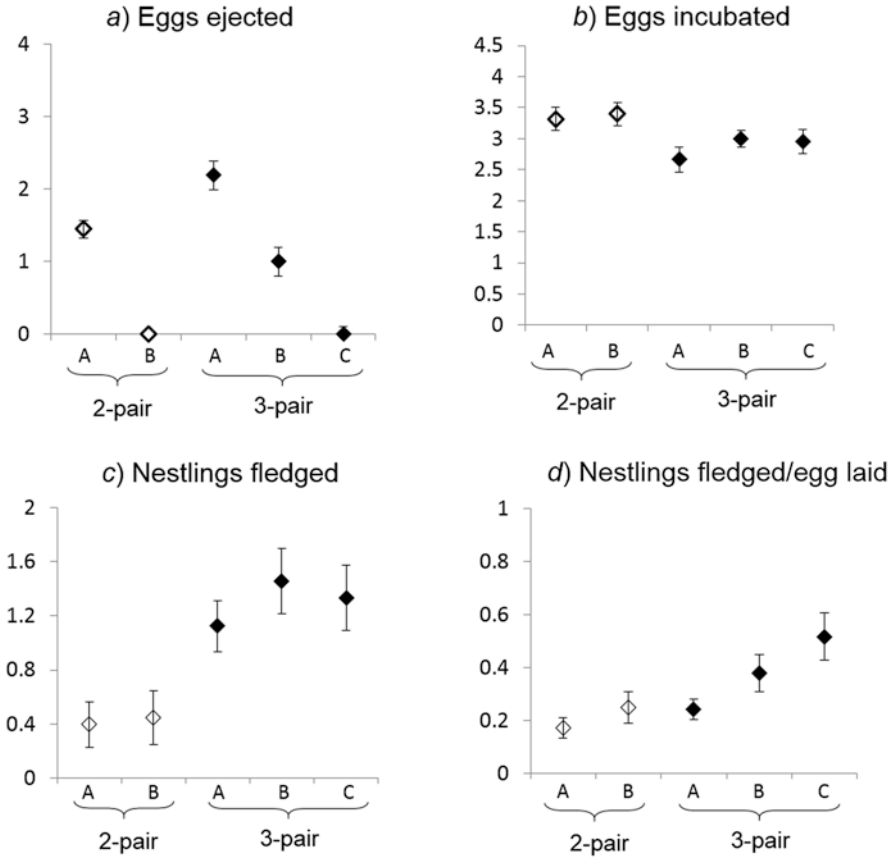 a) Eggs ejected
4
3
2
1
0
A B A B C
2-pair 3-pair
b) Eggs incubated
4.5
4
3.5
3
2.5
2
1.5
1
0.5
0
A B A B C
2-pair 3-pair
c) Nestlings fledged
2
1.6
1.2
0.8
0.4
0
A B A B C
2-pair 3-pair
d) Nestlings fledged/egg laid
1
0.8
0.6
0.4
0.2
0
A B A B C
2-pair 3-pair